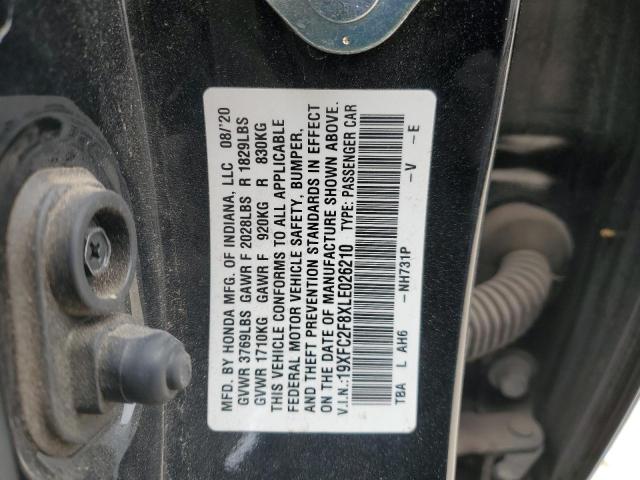 MFD. BY HONDA MFG. OF INDIANA, LLC 08/'20
GVWR 3769LBS GAWR F 2028LBS R 1829LBS
GVWR 1710KG GAWR F 920KG R 830KG
THIS VEHICLE CONFORMS TO ALL APPLICABLE
FEDERAL MOTOR VEHICLE SAFETY, BUMPER,
AND THEFT PREVENTION STANDARDS IN EFFECT
ON THE DATE OF MANUFACTURE SHOWN ABOVE.
V.I.N.:19XFC2F8XLE026210 TYPE: PASSENGER CAR
TBA L AH6 -NH731P -V -E